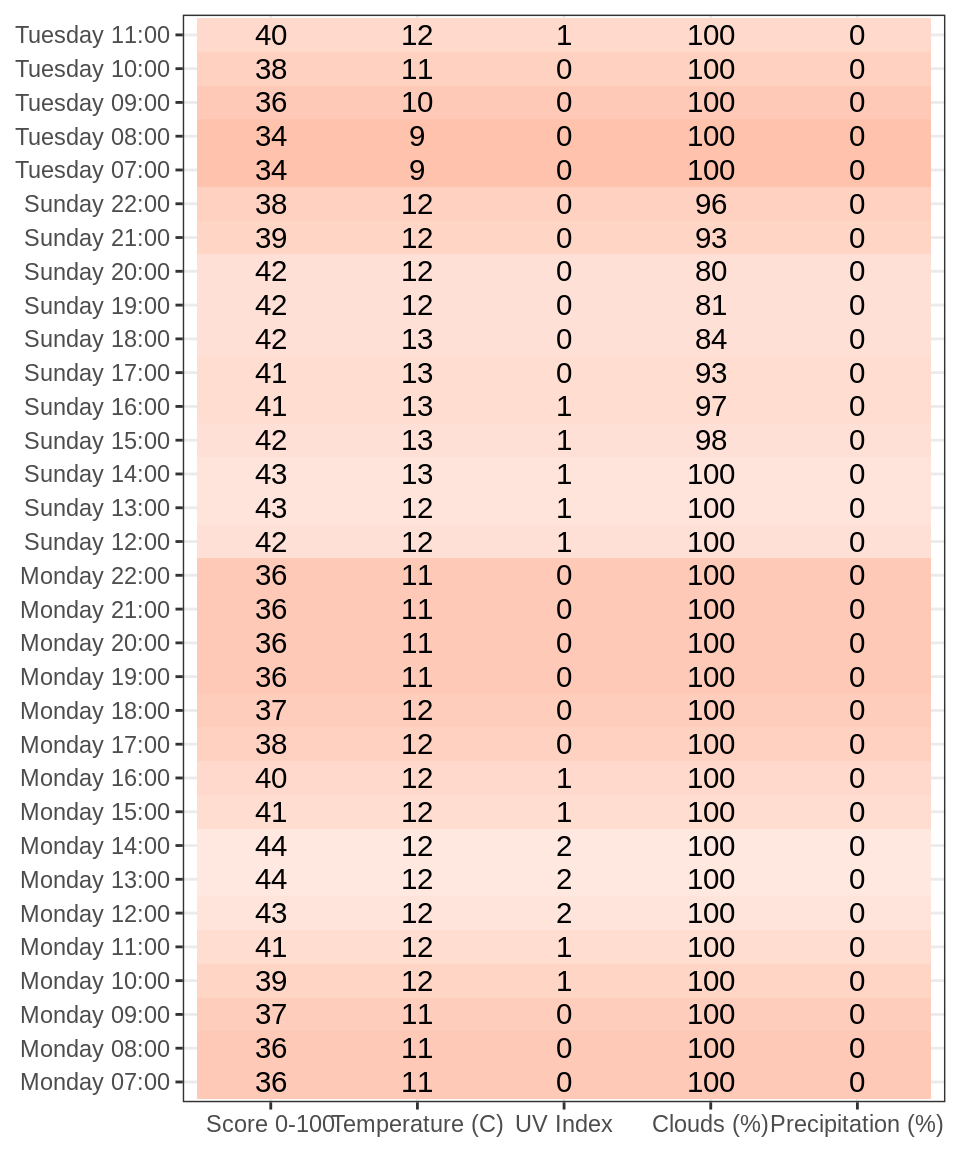 Tuesday 11:00 40 12 1 100 0
Tuesday 10:00 38 11 0 100 0
Tuesday 09:00 36 10 0 100 0
Tuesday 08:00 34 9 0 100 0
Tuesday 07:00 34 9 0 100 0
Sunday 22:00 38 12 0 96 0
Sunday 21:00 39 12 0 93 0
Sunday 20:00 42 12 0 80 0
Sunday 19:00 42 12 0 81 0
Sunday 18:00 42 13 0 84 0
Sunday 17:00 41 13 0 93 0
Sunday 16:00 41 13 1 97 0
Sunday 15:00 42 13 1 98 0
Sunday 14:00 43 13 1 100 0
Sunday 13:00 43 12 1 100 0
Sunday 12:00 42 12 1 100 0
Monday 22:00 36 11 0 100 0
Monday 21:00 36 11 0 100 0
Monday 20:00 36 11 0 100 0
Monday 19:00 36 11 0 100 0
Monday 18:00 37 12 0 100 0
Monday 17:00 38 12 0 100 0
Monday 16:00 40 12 1 100 0
Monday 15:00 41 12 1 100 0
Monday 14:00 44 12 2 100 0
Monday 13:00 44 12 2 100 0
Monday 12:00 43 12 2 100 0
Monday 11:00 41 12 1 100 0
Monday 10:00 39 12 1 100 0
Monday 09:00 37 11 0 100 0
Monday 08:00 36 11 0 100 0
Monday 07:00 36 11 0 100 0
Score 0-100 Temperature (C) UV Index Clouds (%) Precipitation (%)